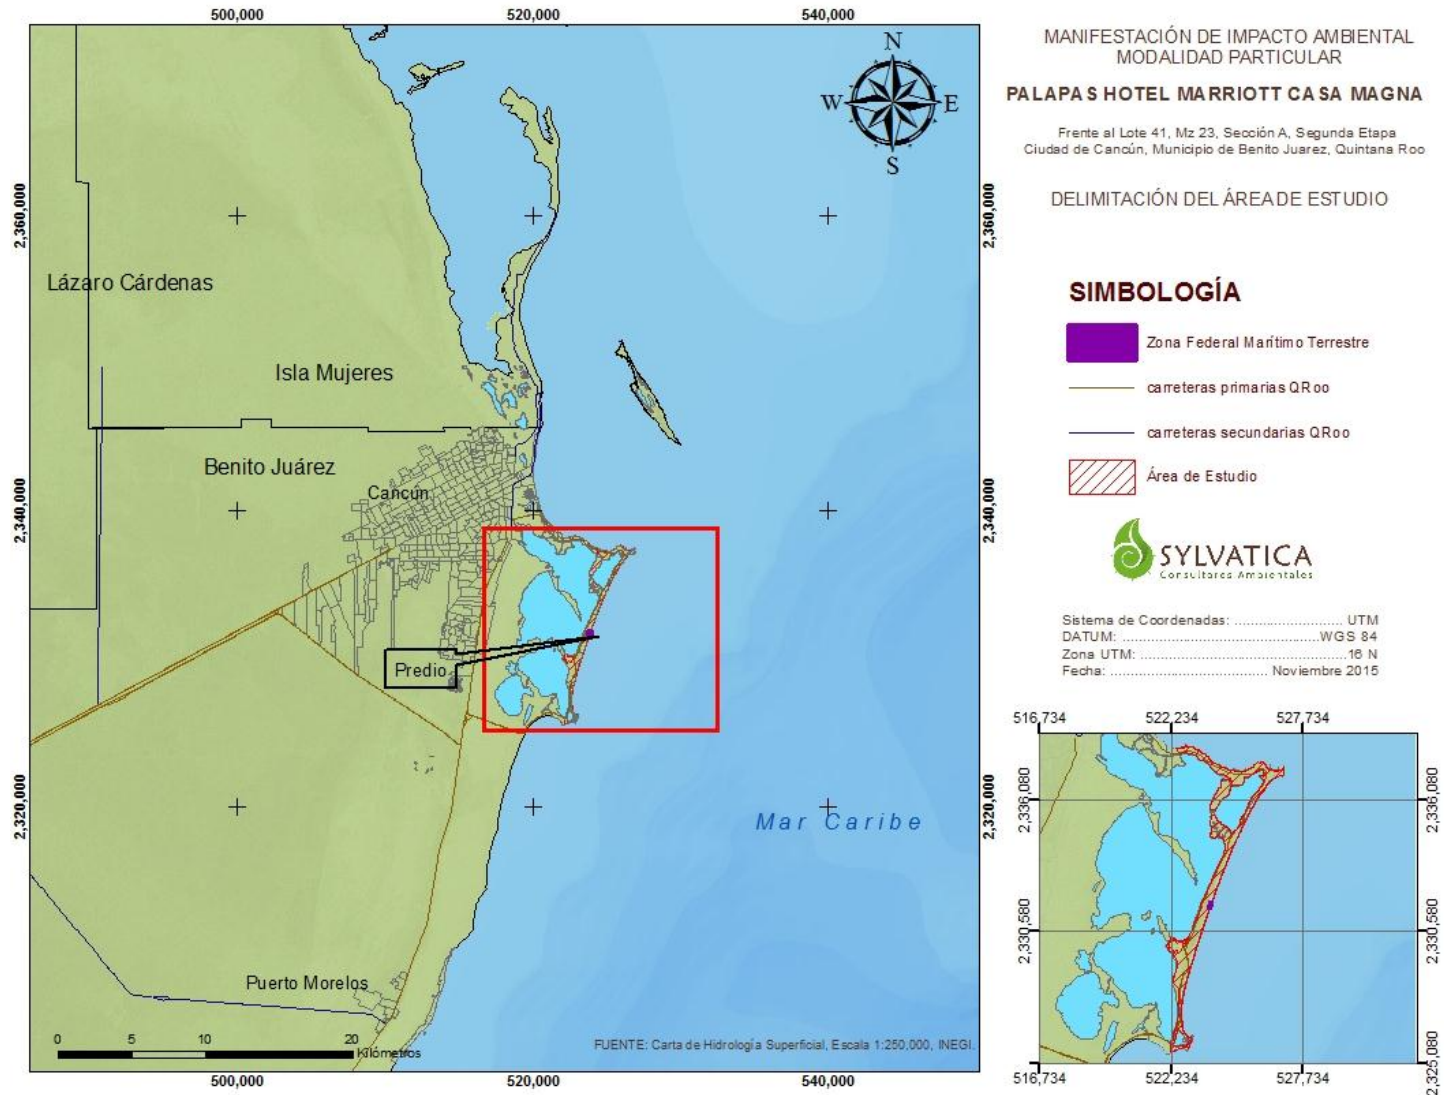 500,000
520,000
540,000
2,360,000
2,340,000
2,320,000
N
W
E
S
Lázaro Cárdenas
Isla Mujeres
Benito Juárez
Cancún
Predio
Mar Caribe
Puerto Morelos
0 5 10 20
Kilómetros
FUENTE: Carta de Hidrología Superficial, Escala 1:250,000, INEGI.
2,360,000
2,340,000
2,320,000
500,000
520,000
540,000
MANIFESTACIÓN DE IMPACTO AMBIENTAL
MODALIDAD PARTICULAR
PALAPAS HOTEL MARRIOTT CASA MAGNA
Frente al Lote 41, Mz 23, Sección A, Segunda Etapa
Ciudad de Cancún, Municipio de Benito Juarez, Quintana Roo
DELIMITACIÓN DEL ÁREA DE ESTUDIO
SIMBOLOGÍA
Zona Federal Marítimo Terrestre
carreteras primarias QRoo
carreteras secundarias QRoo
Área de Estudio
SYLVATICA
Consultores Ambientales
Sistema de Coordenadas: ........................ UTM
DATUM: ............................................WGS 84
Zona UTM: ..............................................16 N
Fecha: ................................... Noviembre 2015
516,734
522,234
527,734
2,336,080
2,330,580
2,336,080
2,330,580
2,325,080
516,734
522,234
527,734